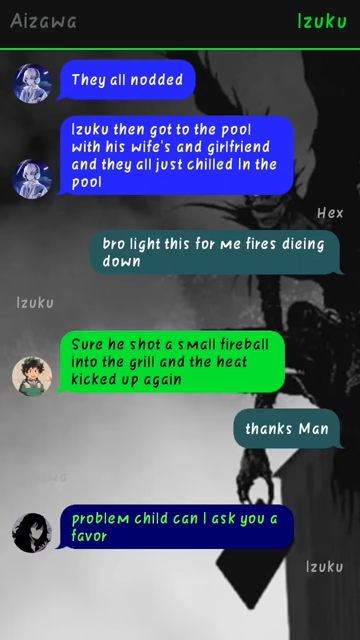 Aizawa
Izuku
They all nodded
Izuku then got to the pool
with his wife's and girlfriend
and they all just chilled In the
pool
Hex
bro light this for me fires dieing
down
Izuku
Sure he shot a small fireball
into the grill and the heat
kicked up again
thanks Man
problem child can I ask you a
favor
Izuku